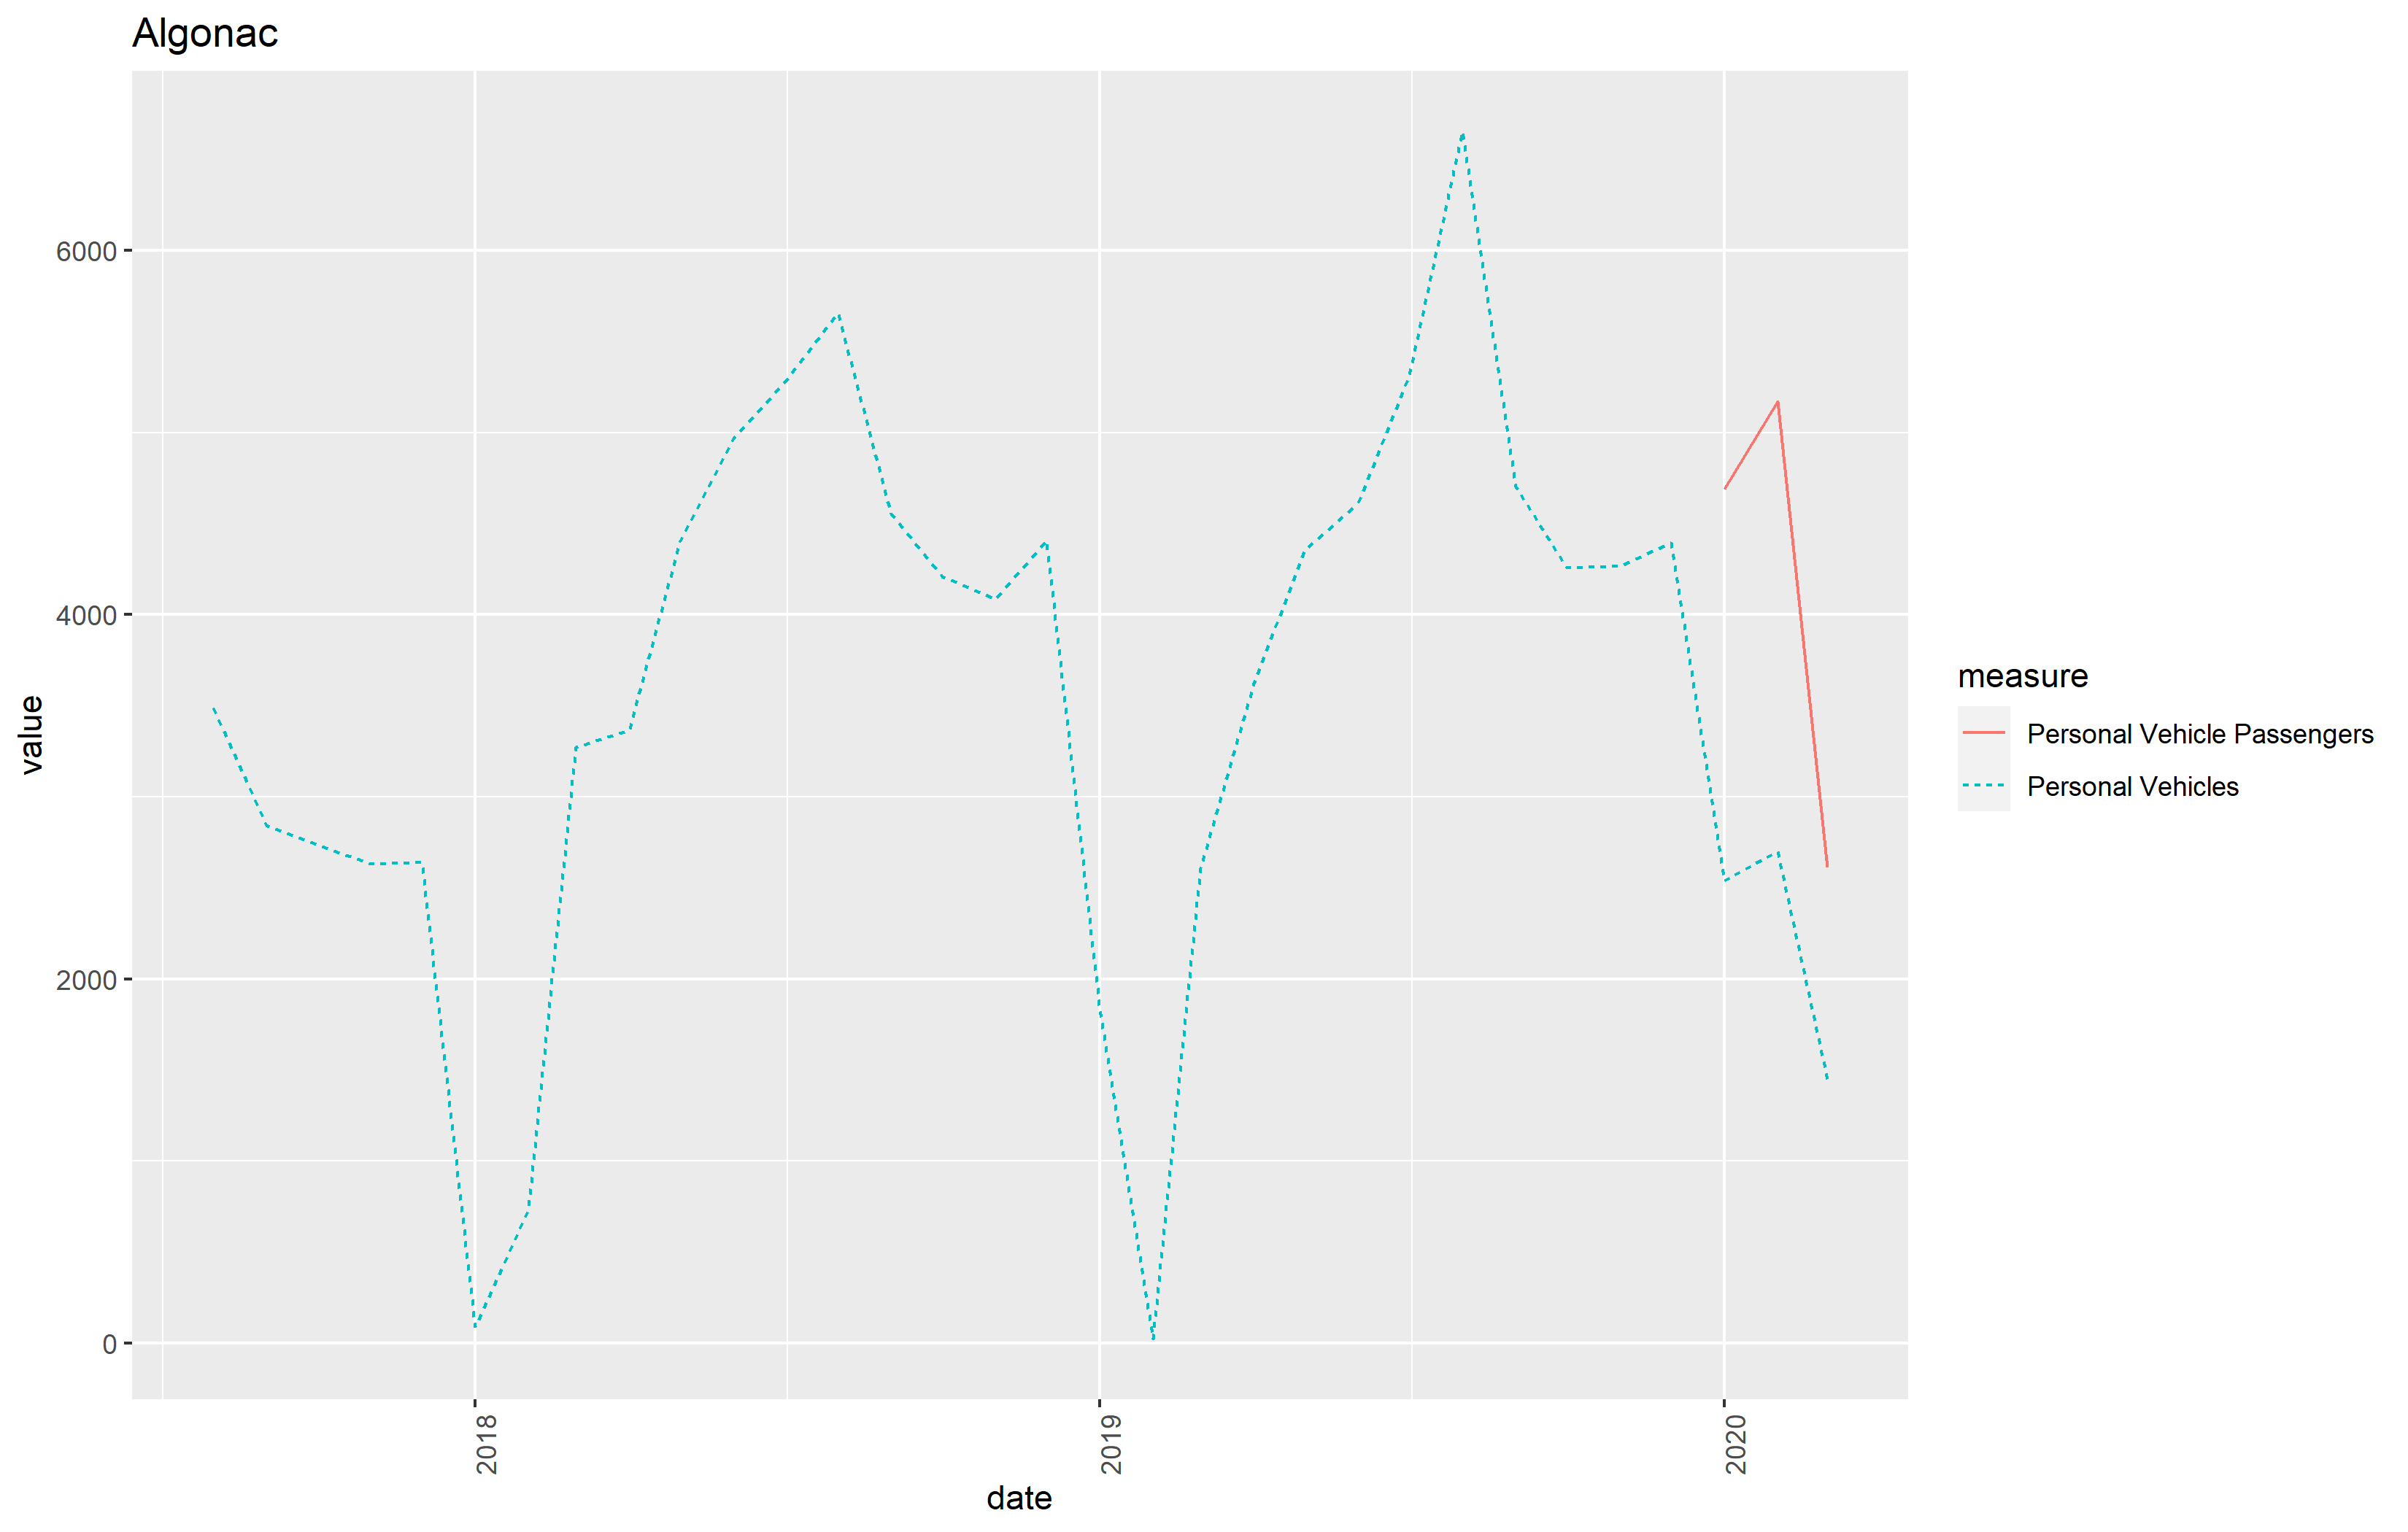 Algonac
6000
4000
2000
0
value
2018
2019
2020
date
measure
Personal Vehicle Passengers
Personal Vehicles